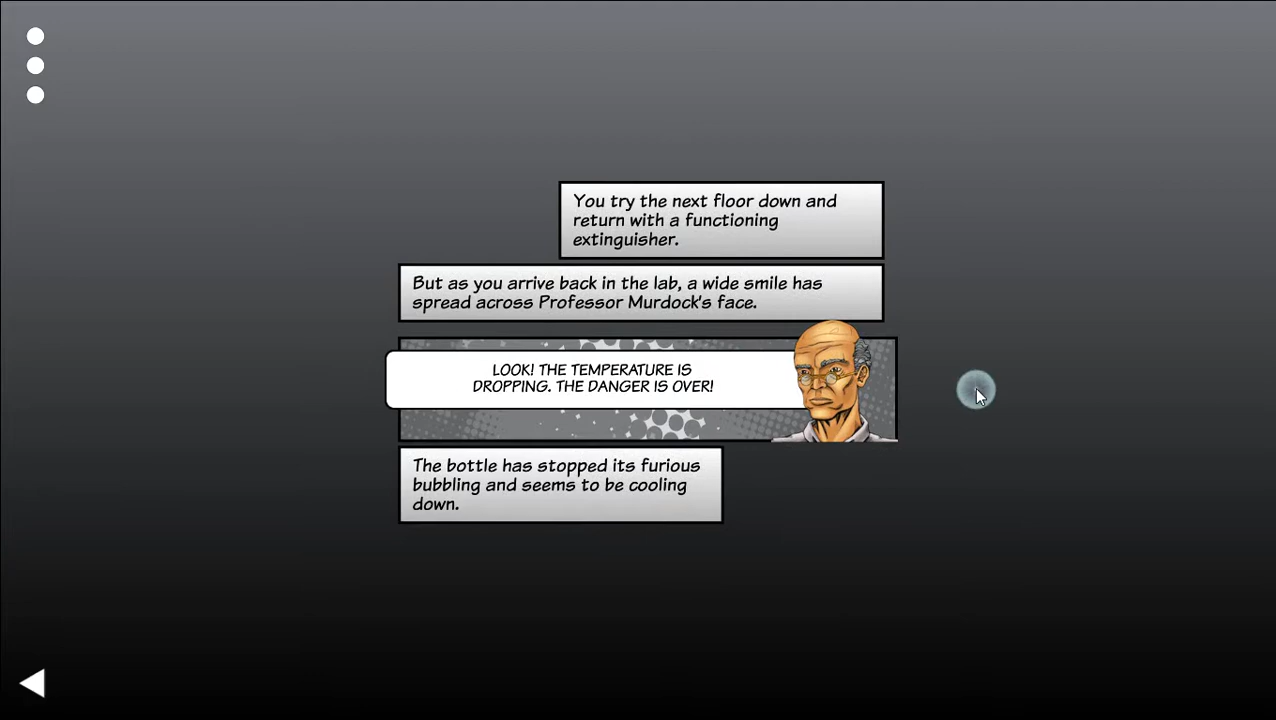 You try the next floor down and
return with a functioning
extinguisher.
But as you arrive back in the lab, a wide smile has
spread across Professor Murdock's face.
LOOK! THE TEMPERATURE IS
DROPPING. THE DANGER IS OVER!
The bottle has stopped its furious
bubbling and seems to be cooling
down.